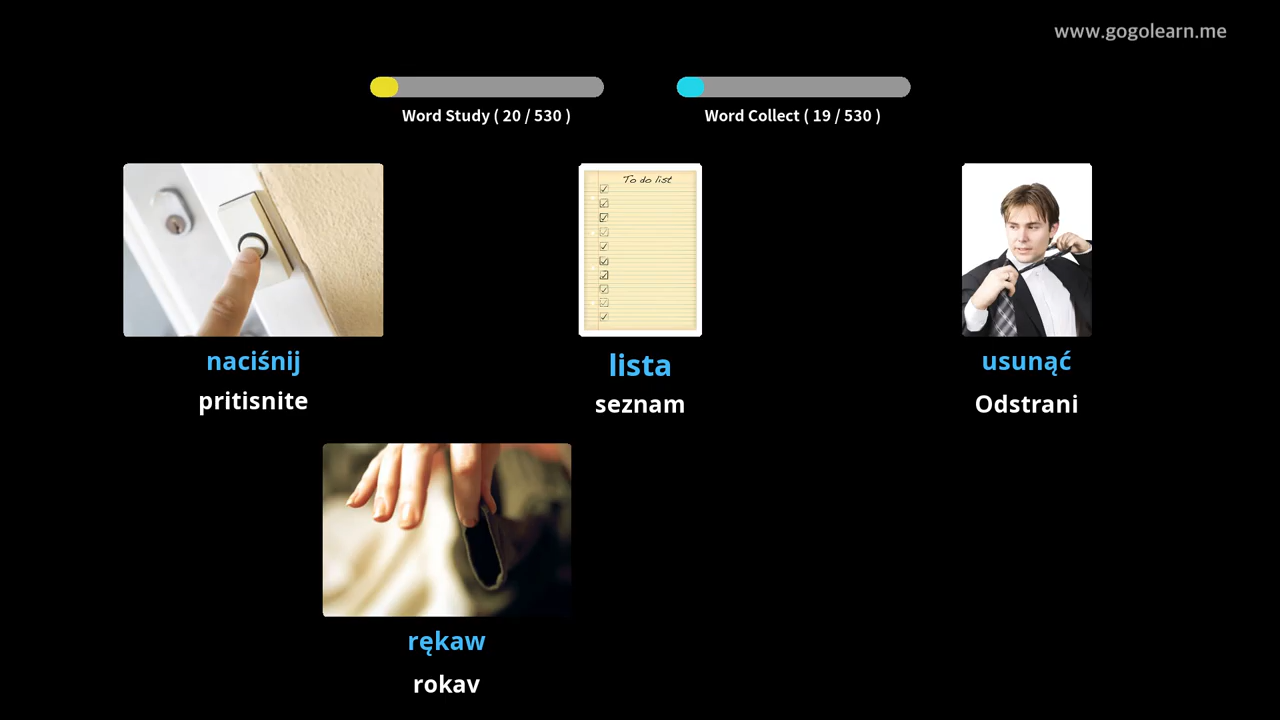 www.gogolearn.me
Word Study ( 20 / 530 )
Word Collect ( 19 / 530 )
To do list
naciśnij
pritisnite
lista
seznam
usunąć
Odstrani
rękaw
rokav